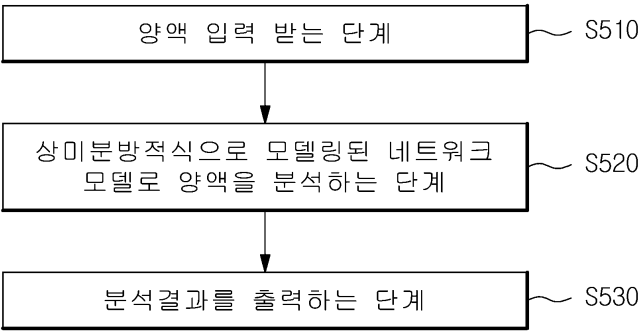 양액 입력 받는 단계
S510
상미분방적식으로 모델링된 네트워크
모델로 양액을 분석하는 단계
S520
분석결과를 출력하는 단계
S530